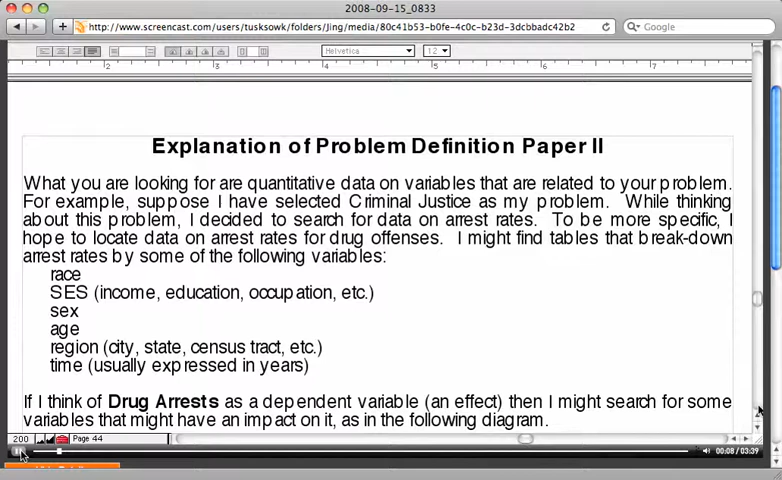 2008-09-15_0833
http://www.screencast.com/users/tusksowk/folders/Jing/media/80c41b53-b0fe-4c0c-b23d-3dcbbadc42b2
Google
Helvetica 12
2 3 4 5 6 7
Explanation of Problem Definition Paper II
What you are looking for are quantitative data on variables that are related to your problem.
For example, suppose I have selected Criminal Justice as my problem. While thinking
about this problem, I decided to search for data on arrest rates. To be more specific, I
hope to locate data on arrest rates for drug offenses. I might find tables that break-down
arrest rates by some of the following variables:
race
SES (income, education, occupation, etc.)
sex
age
region (city, state, census tract, etc.)
time (usually expressed in years)
If I think of Drug Arrests as a dependent variable (an effect) then I might search for some
variables that might have an impact on it, as in the following diagram.
200 Page 44
00:08 / 03:39